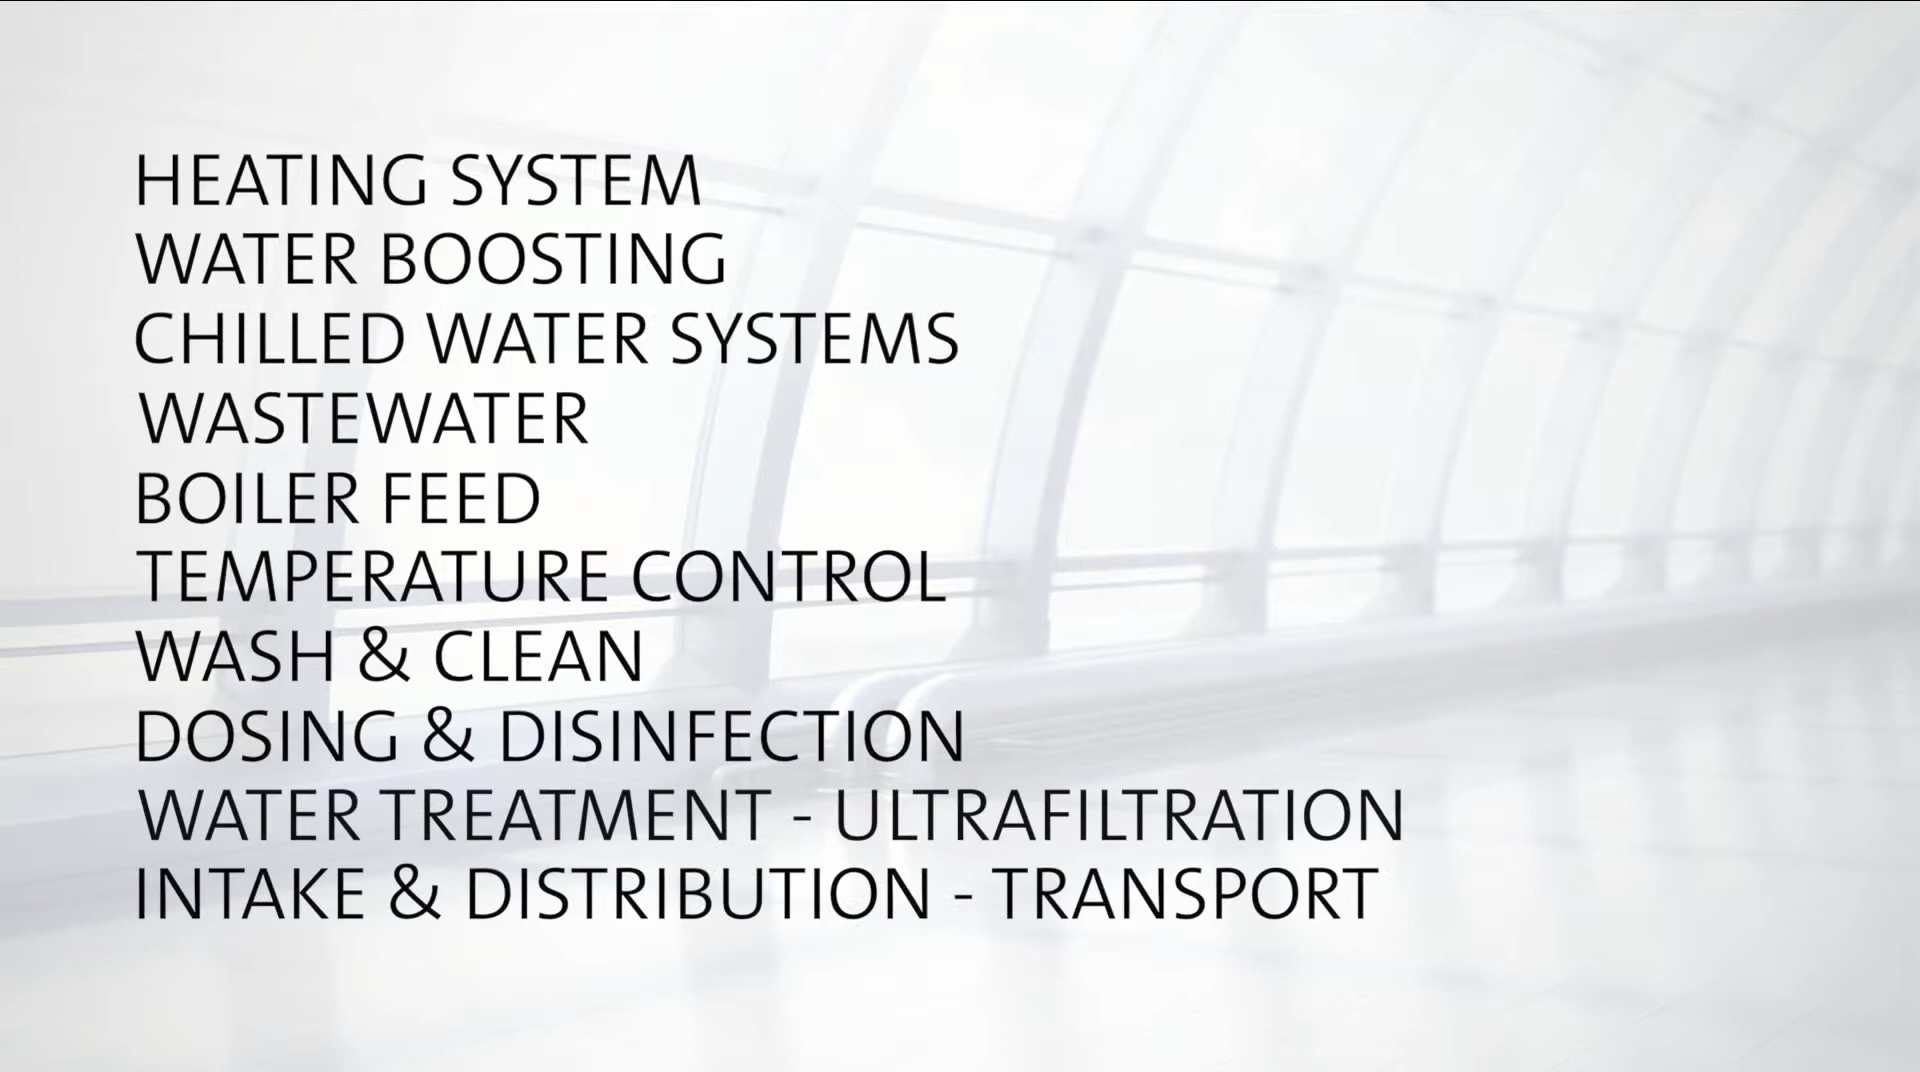 HEATING SYSTEM
WATER BOOSTING
CHILLED WATER SYSTEMS
WASTEWATER
BOILER FEED
TEMPERATURE CONTROL
WASH & CLEAN
DOSING & DISINFECTION
WATER TREATMENT - ULTRAFILTRATION
INTAKE & DISTRIBUTION - TRANSPORT